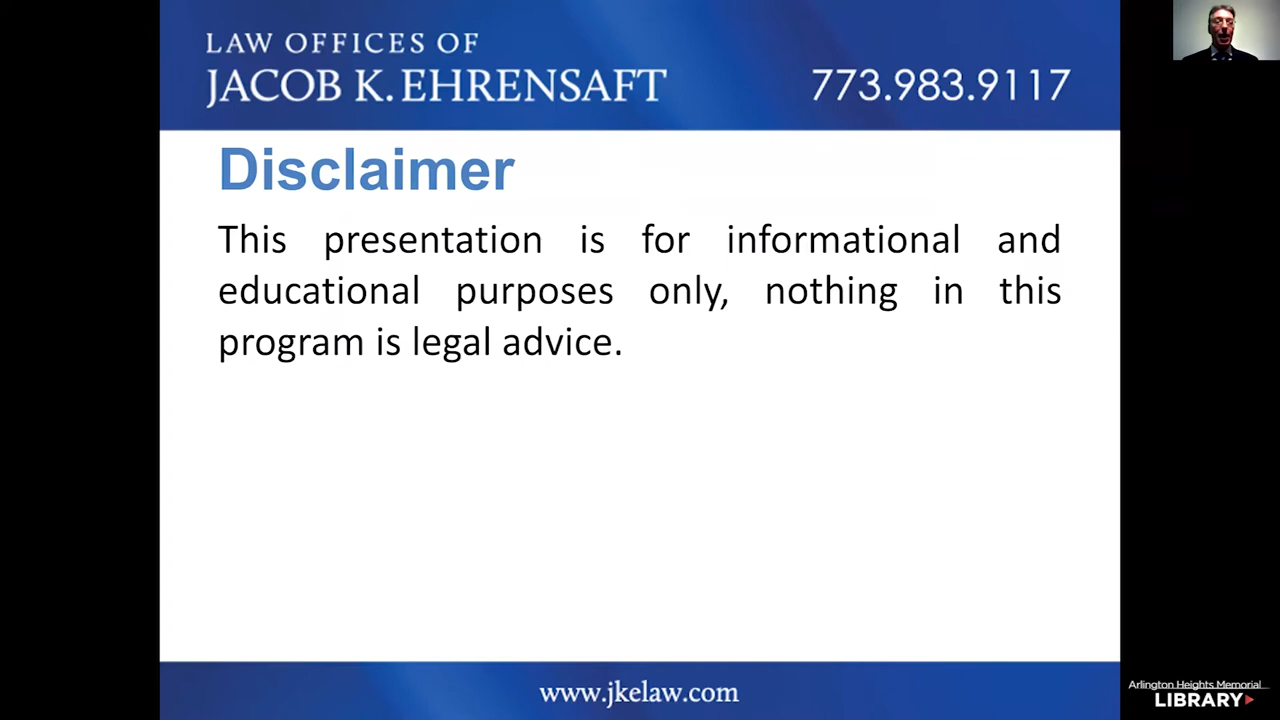 LAW OFFICES OF
JACOB K. EHRENSAFT
773.983.9117
Disclaimer
This presentation is for informational and
educational purposes only, nothing in this
program is legal advice.
www.jkelaw.com
Arlington Heights Memorial
LIBRARY